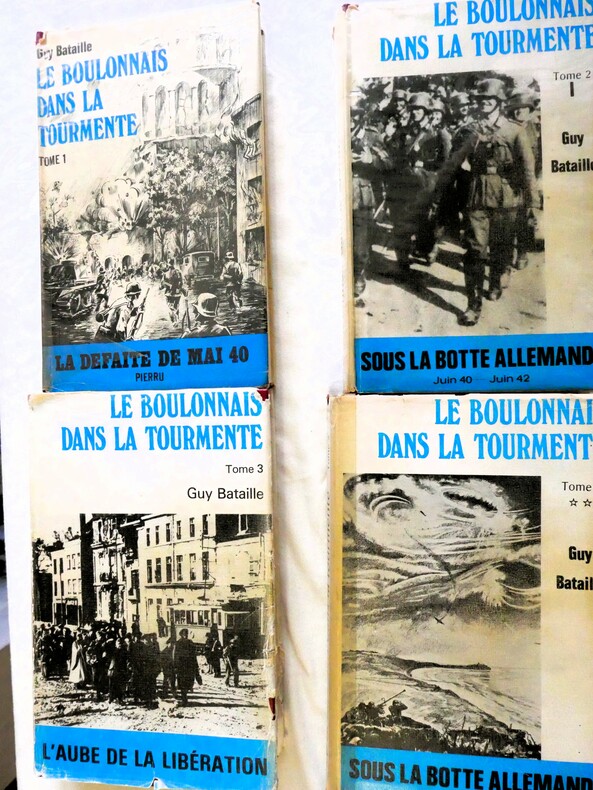 Guy Bataille
LE BOULONNAIS
DANS LA
TOURMENTE
TOME 1
LA DEFAITE DE MAI 40
PIERRU
LE BOULONNAIS
DANS LA TOURMENTE
Tome 2
I
Guy
Bataille
SOUS LA BOTTE ALLEMAND
Juin 40 — Juin 42
LE BOULONNAIS
DANS LA TOURMENTE
Tome 3
Guy Bataille
L'AUBE DE LA LIBÉRATION
LE BOULONNAI
DANS LA TOURMENT
Tome
☆ ☆
Guy
Batail
SOUS LA BOTTE ALLEMAND